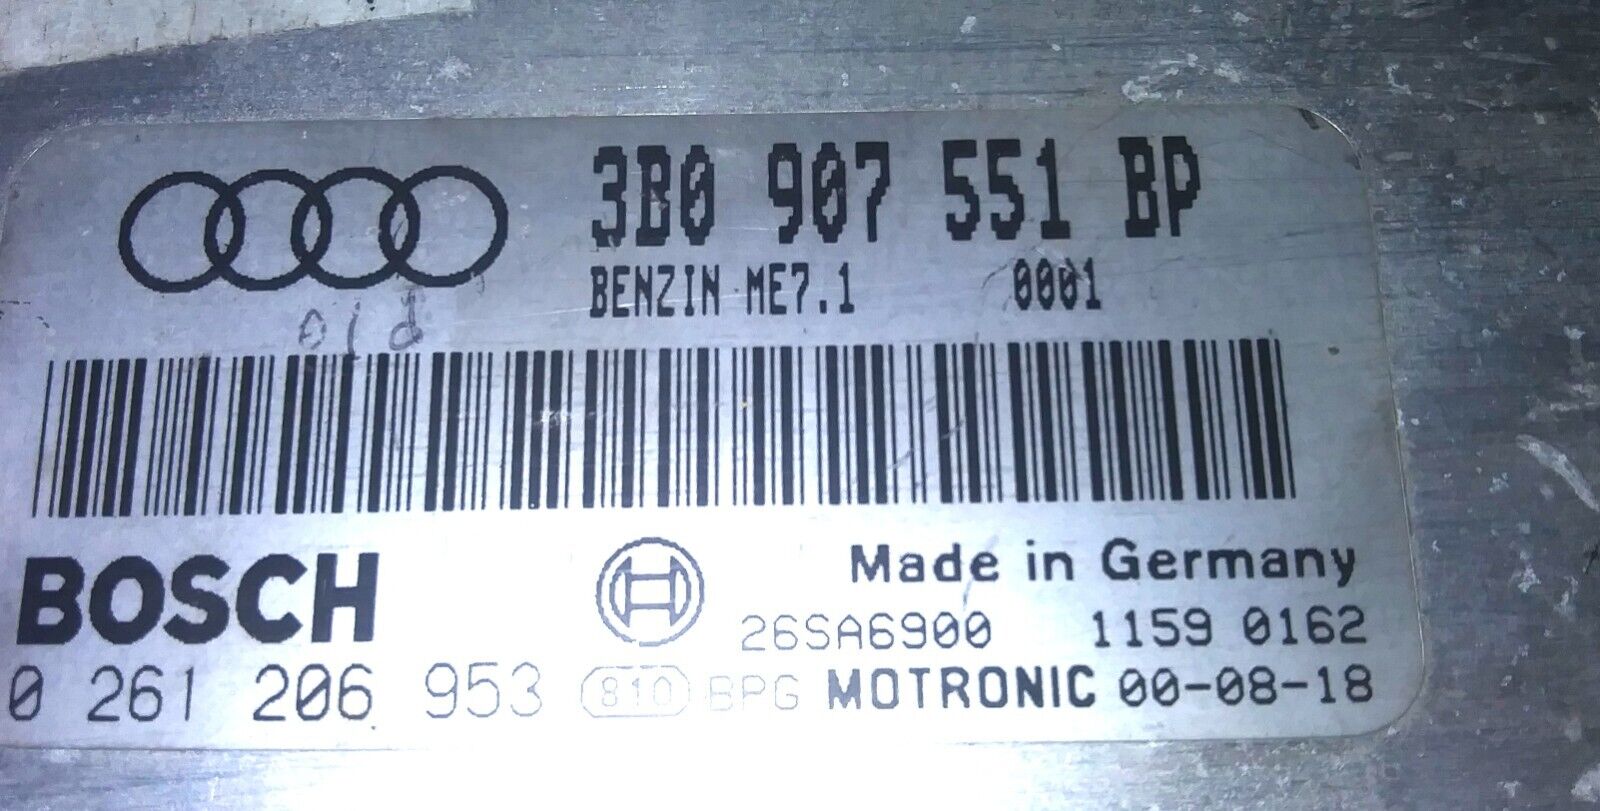 3B0 907 551 BP
BENZIN ME7.1 0001
old
BOSCH
Made in Germany
26SA6900 1159 0162
0 261 206 953 810 BPG MOTRONIC 00-08-18